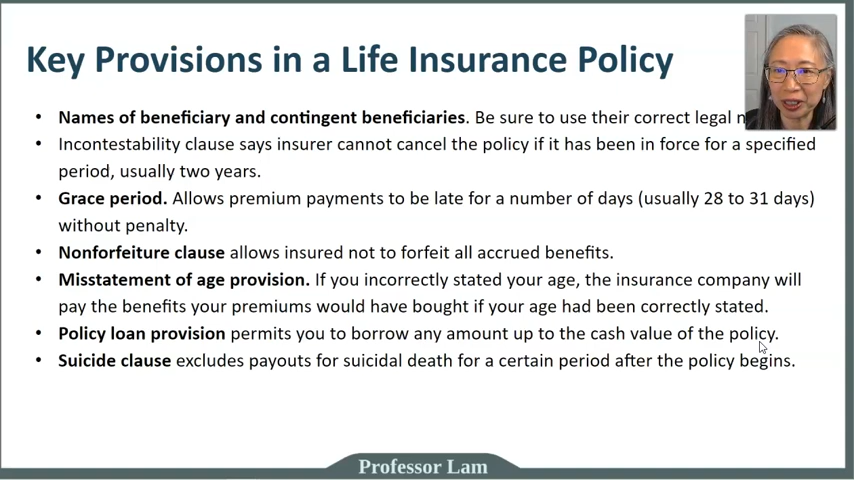 Key Provisions in a Life Insurance Policy
• Names of beneficiary and contingent beneficiaries. Be sure to use their correct legal
• Incontestability clause says insurer cannot cancel the policy if it has been in force for a specified
period, usually two years.
• Grace period. Allows premium payments to be late for a number of days (usually 28 to 31 days)
without penalty.
• Nonforfeiture clause allows insured not to forfeit all accrued benefits.
• Misstatement of age provision. If you incorrectly stated your age, the insurance company will
pay the benefits your premiums would have bought if your age had been correctly stated.
• Policy loan provision permits you to borrow any amount up to the cash value of the policy.
• Suicide clause excludes payouts for suicidal death for a certain period after the policy begins.
Professor Lam